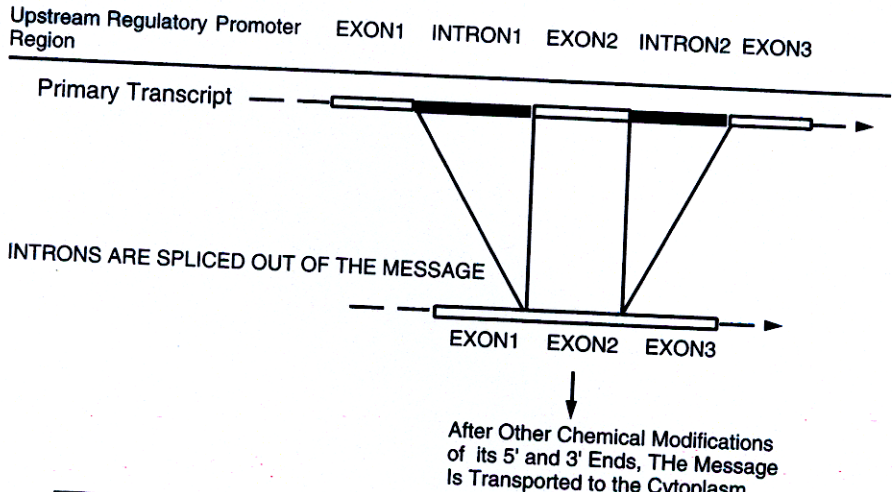 Upstream Regulatory Promoter Region
EXON1 INTRON1 EXON2 INTRON2 EXON3
Primary Transcript
INTRONS ARE SPLICED OUT OF THE MESSAGE
EXON1 EXON2 EXON3
After Other Chemical Modifications
of its 5' and 3' Ends, THe Message
Is Transported to the Cytoplasm